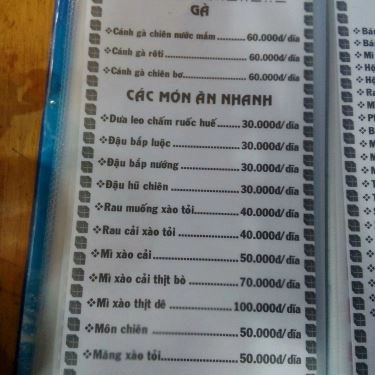 GÀ
❖Cánh gà chiên nước mắm............60.000đ/dĩa
❖Cánh gà rôti............60.000đ/dĩa
❖Cánh gà chiên bơ............60.000đ/dĩa
CÁC MÓN ĂN NHANH
❖Dưa leo chấm ruốc huế........30.000đ/dĩa
❖Đậu bắp luộc............30.000đ/dĩa
❖Đậu bắp nướng............30.000đ/dĩa
❖Đậu hũ chiên............30.000đ/dĩa
❖Rau muống xào tỏi............40.000đ/dĩa
❖Rau cải xào tỏi............40.000đ/dĩa
❖Mì xào cải............50.000đ/dĩa
❖Mì xào cải thịt bò............70.000đ/dĩa
❖Mì xào thịt dê............100.000đ/dĩa
❖Môn chiên............50.000đ/dĩa
❖Măng xào tỏi............50.000đ/dĩa